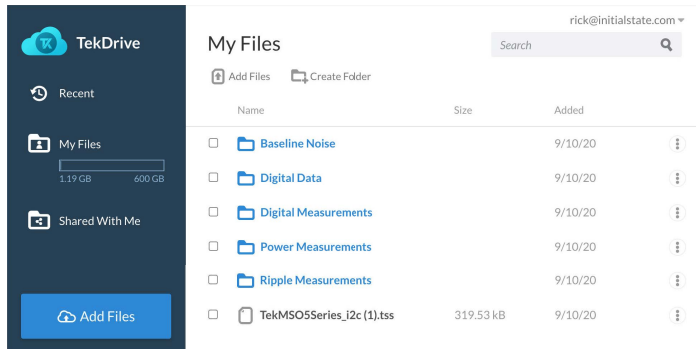 rick@initialstate.com
TK TekDrive
My Files
Search
Add Files Create Folder
Recent
Name Size Added
My Files
1.19 GB 600 GB
Shared With Me
Add Files
Baseline Noise 9/10/20
Digital Data 9/10/20
Digital Measurements 9/10/20
Power Measurements 9/10/20
Ripple Measurements 9/10/20
TekMSO5Series_i2c (1).tss 319.53 kB 9/10/20